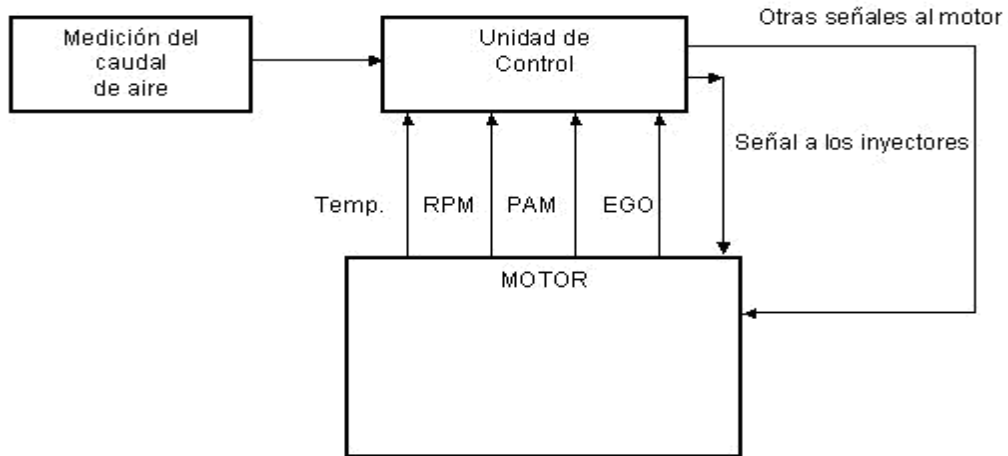 Otras señales al motor
Medición del
caudal
de aire
Unidad de
Control
Señal a los inyectores
Temp.
RPM
PAM
EGO
MOTOR